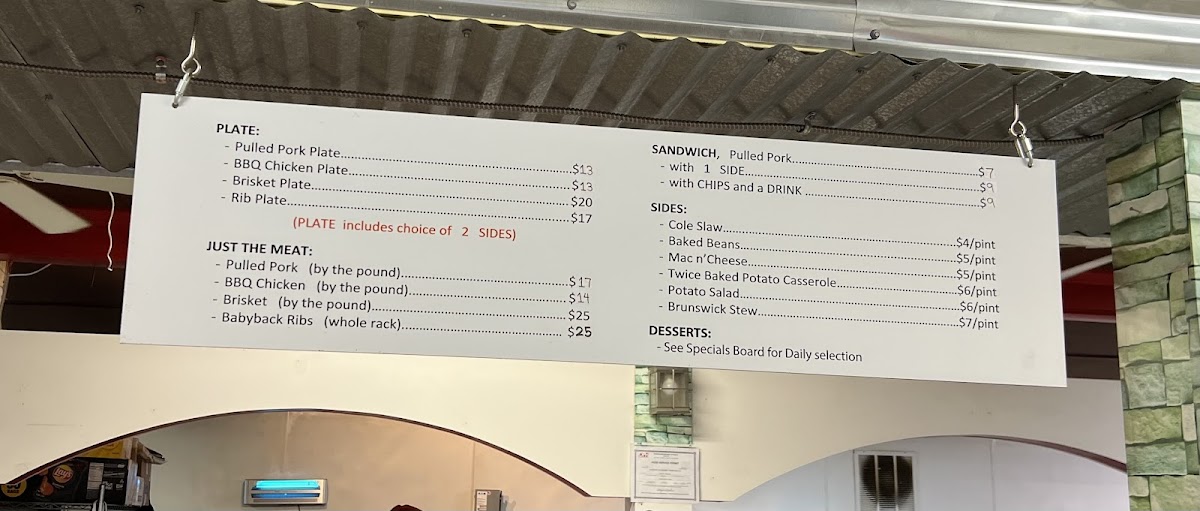 PLATE:
- Pulled Pork Plate........................$13
- BBQ Chicken Plate........................$13
- Brisket Plate........................$20
- Rib Plate........................$17
(PLATE includes choice of 2 SIDES)
JUST THE MEAT:
- Pulled Pork (by the pound)........................$17
- BBQ Chicken (by the pound)........................$14
- Brisket (by the pound)........................$25
- Babyback Ribs (whole rack)........................$25
SANDWICH, Pulled Pork........................$7
- with 1 SIDE........................$9
- with CHIPS and a DRINK........................$9
SIDES:
- Cole Slaw........................$4/pint
- Baked Beans........................$5/pint
- Mac n'Cheese........................$5/pint
- Twice Baked Potato Casserole........................$6/pint
- Potato Salad........................$6/pint
- Brunswick Stew........................$7/pint
DESSERTS:
- See Specials Board for Daily selection
Lay's